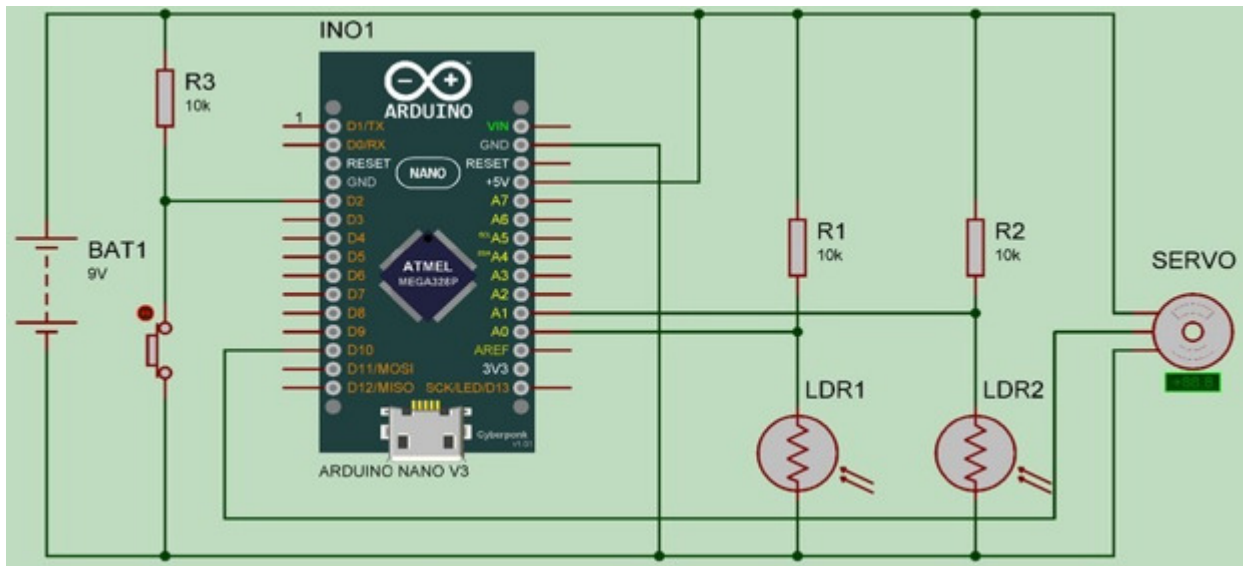 INO1
R3
10k
ARDUINO
1
D1/TX
VIN
D0/RX
GND
RESET
NANO
RESET
GND
+5V
D2
A7
D3
A6
D4
A5
D5
A4
D6
A3
D7
A2
D8
A1
D9
A0
D10
AREF
D11/MOSI
3V3
D12/MISO
SCK/LED/D13
ATMEL
MEGA328P
Cyberponk
ARDUINO NANO V3
BAT1
9V
R1
10k
R2
10k
SERVO
LDR1
LDR2